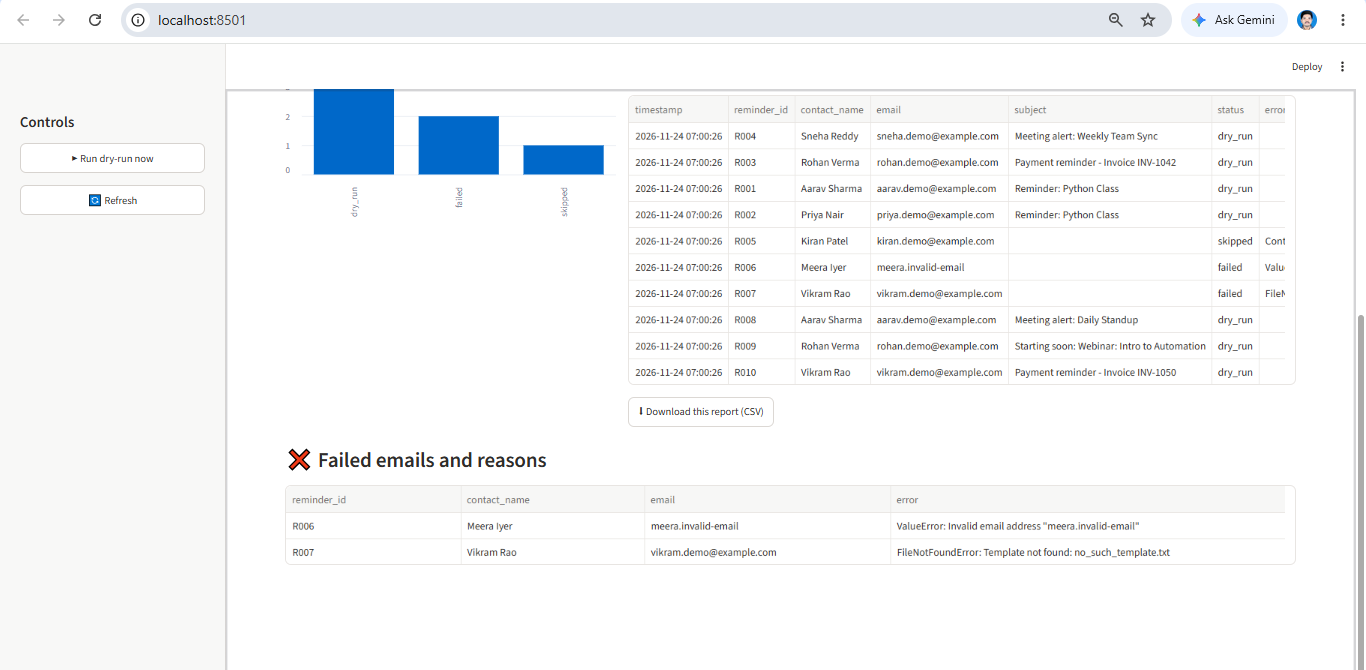 localhost:8501
Ask Gemini
Deploy
Controls
Run dry-run now
Refresh
2
1
0
dry_run
failed
skipped
timestamp reminder_id contact_name email subject status error
2026-11-24 07:00:26 R004 Sneha Reddy sneha.demo@example.com Meeting alert: Weekly Team Sync dry_run
2026-11-24 07:00:26 R003 Rohan Verma rohan.demo@example.com Payment reminder - Invoice INV-1042 dry_run
2026-11-24 07:00:26 R001 Aarav Sharma aarav.demo@example.com Reminder: Python Class dry_run
2026-11-24 07:00:26 R002 Priya Nair priya.demo@example.com Reminder: Python Class dry_run
2026-11-24 07:00:26 R005 Kiran Patel kiran.demo@example.com skipped Cont
2026-11-24 07:00:26 R006 Meera Iyer meera.invalid-email failed Valu
2026-11-24 07:00:26 R007 Vikram Rao vikram.demo@example.com failed FileN
2026-11-24 07:00:26 R008 Aarav Sharma aarav.demo@example.com Meeting alert: Daily Standup dry_run
2026-11-24 07:00:26 R009 Rohan Verma rohan.demo@example.com Starting soon: Webinar: Intro to Automation dry_run
2026-11-24 07:00:26 R010 Vikram Rao vikram.demo@example.com Payment reminder - Invoice INV-1050 dry_run
Download this report (CSV)
Failed emails and reasons
reminder_id contact_name email error
R006 Meera Iyer meera.invalid-email ValueError: Invalid email address "meera.invalid-email"
R007 Vikram Rao vikram.demo@example.com FileNotFoundError: Template not found: no_such_template.txt